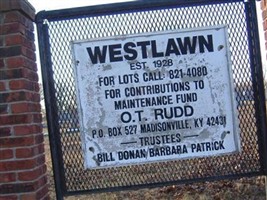 WESTLAWN
EST. 1928
FOR LOTS CALL 821-4080
FOR CONTRIBUTIONS TO
MAINTENANCE FUND
O.T. RUDD
P.O. BOX 527 MADISONVILLE, KY 42431
TRUSTEES
BILL DONAN BARBARA PATRICK